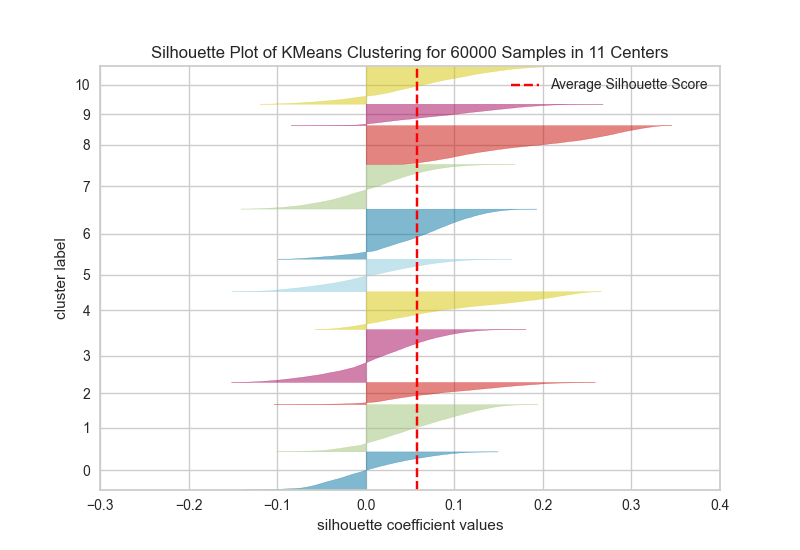 Silhouette Plot of KMeans Clustering for 60000 Samples in 11 Centers
Average Silhouette Score
cluster label
10
9
8
7
6
5
4
3
2
1
0
−0.3 −0.2 −0.1 0.0 0.1 0.2 0.3 0.4
silhouette coefficient values